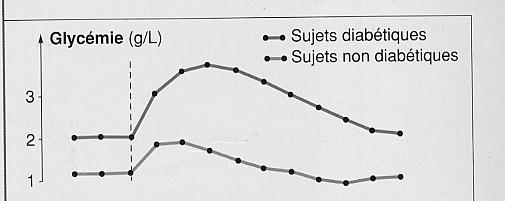 Glycémie (g/L)
Sujets diabétiques
Sujets non diabétiques
3
2
1